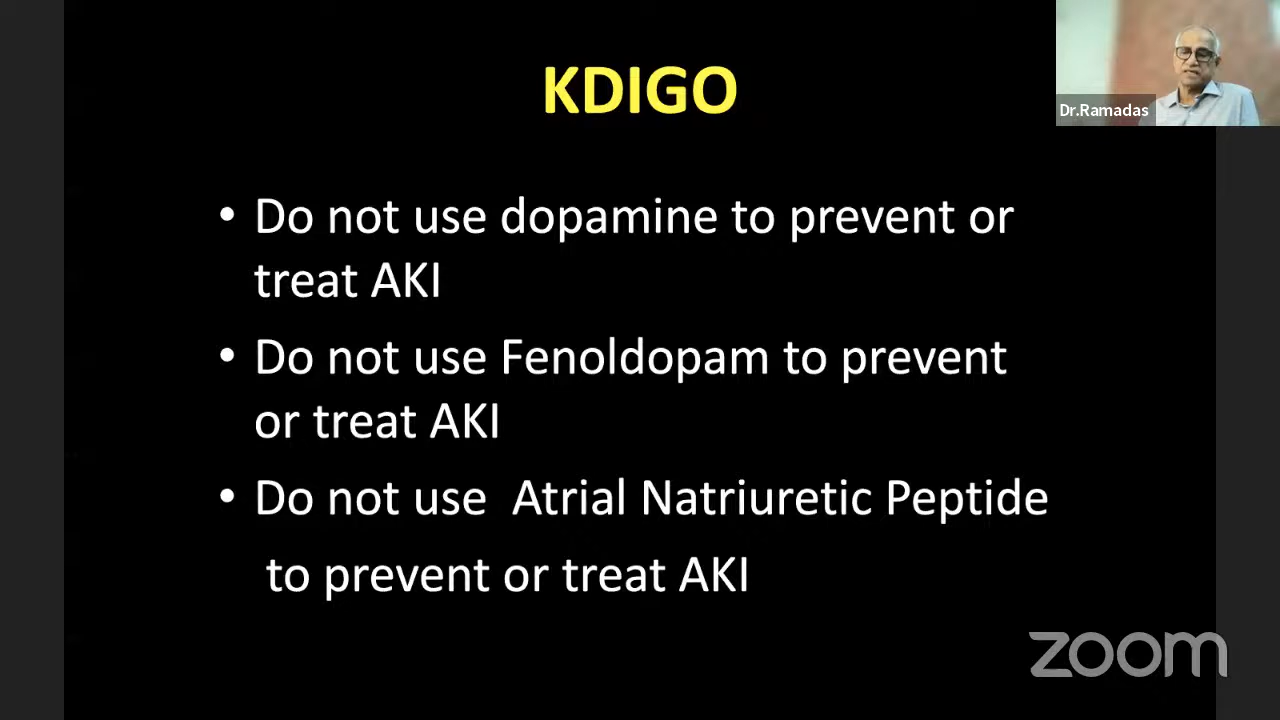 KDIGO
Dr.Ramadas
• Do not use dopamine to prevent or
treat AKI
• Do not use Fenoldopam to prevent
or treat AKI
• Do not use Atrial Natriuretic Peptide
to prevent or treat AKI
zoom